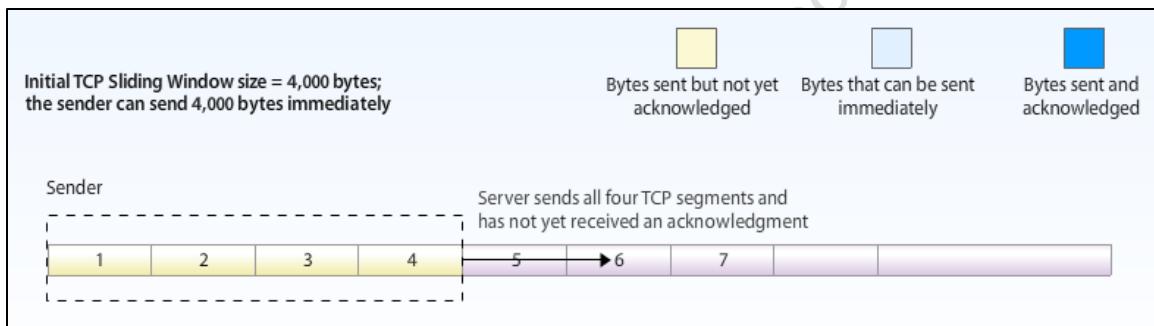 Initial TCP Sliding Window size = 4,000 bytes;
the sender can send 4,000 bytes immediately
Bytes sent but not yet
acknowledged
Bytes that can be sent
immediately
Bytes sent and
acknowledged
Sender
Server sends all four TCP segments and
has not yet received an acknowledgment
1 2 3 4 5 6 7